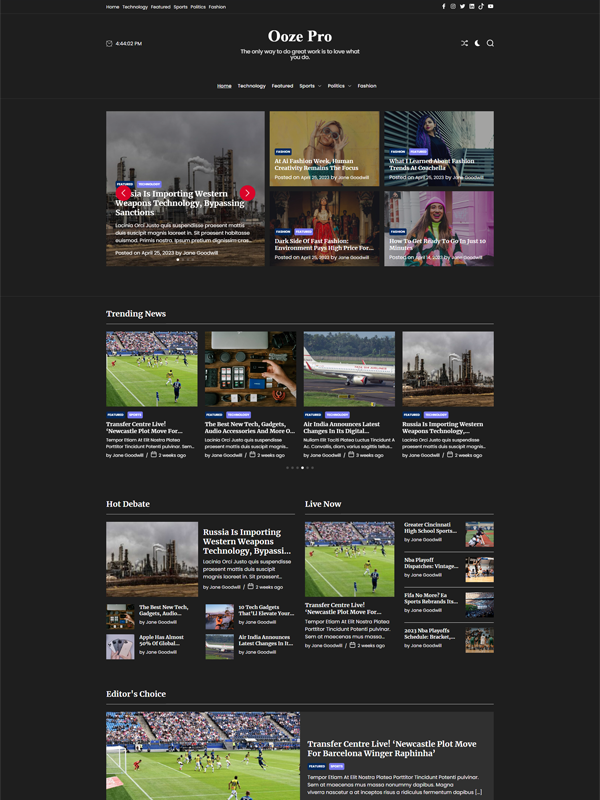 Home Technology Featured Sports Politics Fashion
4:44:02 PM
Ooze Pro
The only way to do great work is to love what
you do.
Home Technology Featured Sports Politics Fashion
FEATURED TECHNOLOGY
Russia Is Importing Western
Weapons Technology, Bypassing
Sanctions
Lacinia Orci Justo quis suspendisse praesent mattis
duis suscipit magnis laoreet in. Sit praesent habitasse
euismod. Primis nostra. Ipsum pretium dignissim cras...
Posted on April 25, 2023 by Jane Goodwill
FASHION
At Ai Fashion Week, Human
Creativity Remains The Focus
Posted on April 25, 2023 by Jane Goodwill
FASHION FEATURED
What I Learned About Fashion
Trends At Coachella
Posted on April 25, 2023 by Jane Goodwill
FASHION FEATURED
Dark Side Of Fast Fashion:
Environment Pays High Price For...
Posted on April 25, 2023 by Jane Goodwill
FASHION
How To Get Ready To Go In Just 10
Minutes
Posted on April 14, 2023 by Jane Goodwill
Trending News
FEATURED SPORTS
Transfer Centre Live!
‘Newcastle Plot Move For...
Tempor Etiam At Elit Nostra Platea
Porttitor Tincidunt Potenti pulvinar. Sem...
by Jane Goodwill / 2 weeks ago
FEATURED TECHNOLOGY
The Best New Tech, Gadgets,
Audio Accessories And More O...
Lacinia Orci Justo quis suspendisse
praesent mattis duis suscipit magnis...
by Jane Goodwill / 2 weeks ago
FEATURED TECHNOLOGY
Air India Announces Latest
Changes In Its Digital...
Nullam Elit Taciti Platea Luctus Tincidunt A
Ac. Convallis, diam, varius sagittis tellus...
by Jane Goodwill / 3 weeks ago
FEATURED TECHNOLOGY
Russia Is Importing Western
Weapons Technology,...
Lacinia Orci Justo quis suspendisse
praesent mattis duis suscipit magnis...
by Jane Goodwill / 2 weeks ago
Hot Debate
Russia Is Importing
Western Weapons
Technology, Bypassi...
Lacinia Orci Justo quis suspendisse
praesent mattis duis suscipit
magnis laoreet in. Sit praesent...
by Jane Goodwill / 2 weeks ago
The Best New Tech,
Gadgets, Audio...
by Jane Goodwill
10 Tech Gadgets
That'll Elevate Your...
by Jane Goodwill
Apple Has Almost
50% Of Global...
by Jane Goodwill
Air India Announces
Latest Changes In It...
by Jane Goodwill
Live Now
Transfer Centre Live!
‘Newcastle Plot Move For...
Tempor Etiam At Elit Nostra Platea
Porttitor Tincidunt Potenti pulvinar.
Sem at maecenas mus massa...
by Jane Goodwill / 2 weeks ago
Greater Cincinnati
High School Sports...
by Jane Goodwill
Nba Playoff
Dispatches: Vintage...
by Jane Goodwill
Fifa No More? Ea
Sports Rebrands Its...
by Jane Goodwill
2023 Nba Playoffs
Schedule: Bracket,...
by Jane Goodwill
Editor's Choice
Transfer Centre Live! ‘Newcastle Plot Move
For Barcelona Winger Raphinha’
FEATURED SPORTS
Tempor Etiam At Elit Nostra Platea Porttitor Tincidunt Potenti
pulvinar. Sem at maecenas mus massa nonummy dapibus. Magna
viverra nascetur a at inceptos risus a ridiculus fermentum dapibus [...]